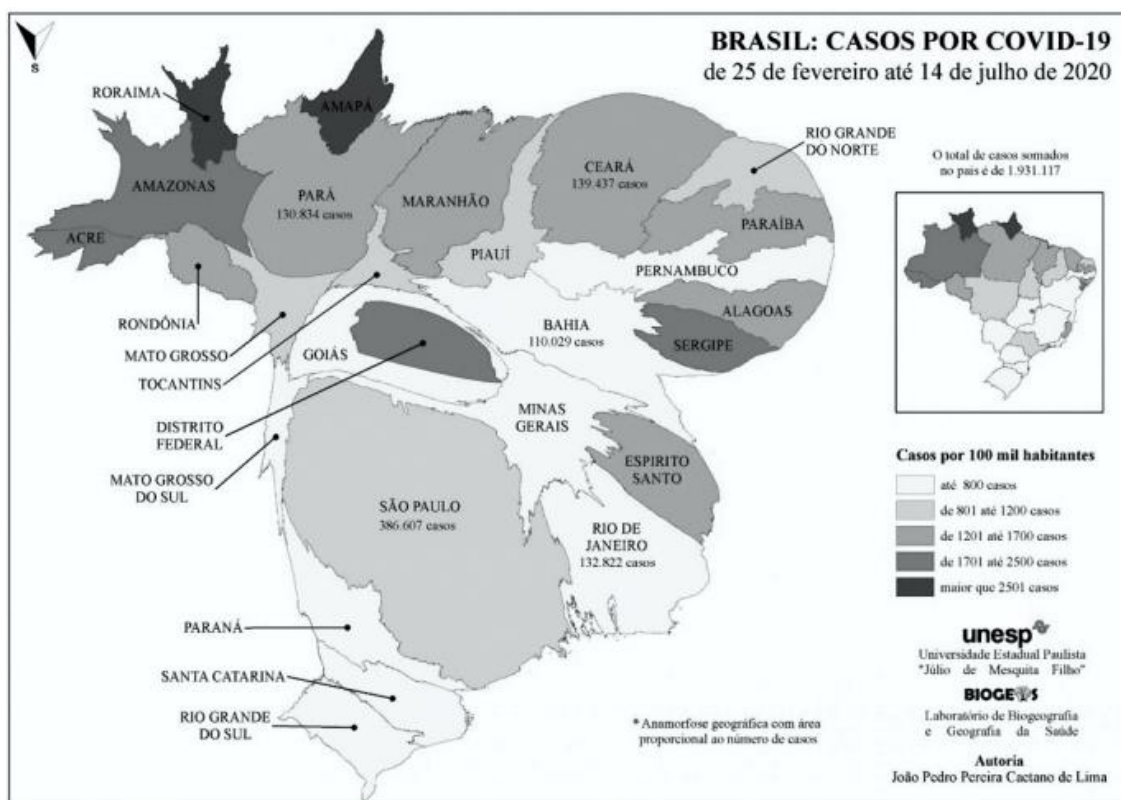 BRASIL: CASOS POR COVID-19
de 25 de fevereiro até 14 de julho de 2020
S
RORAIMA
AMAPÁ
RIO GRANDE
DO NORTE
O total de casos somados
no país é de 1.931.117
AMAZONAS
PARÁ
130.834 casos
MARANHÃO
CEARÁ
139.437 casos
PARAÍBA
ACRE
PIAUÍ
PERNAMBUCO
RONDÔNIA
ALAGOAS
BAHIA
110.029 casos
SERGIPE
MATO GROSSO
GOIÁS
TOCANTINS
DISTRITO
FEDERAL
MINAS
GERAIS
ESPIRITO
SANTO
MATO GROSSO
DO SUL
SÃO PAULO
386.607 casos
RIO DE
JANEIRO
132.822 casos
PARANÁ
SANTA CATARINA
RIO GRANDE
DO SUL
Casos por 100 mil habitantes
até 800 casos
de 801 até 1200 casos
de 1201 até 1700 casos
de 1701 até 2500 casos
maior que 2501 casos
unesp
Universidade Estadual Paulista
"Júlio de Mesquita Filho"
BIOGEOS
Laboratório de Biogeografia
e Geografia da Saúde
* Anamorfose geográfica com área
proporcional ao número de casos
Autoria
João Pedro Pereira Caetano de Lima